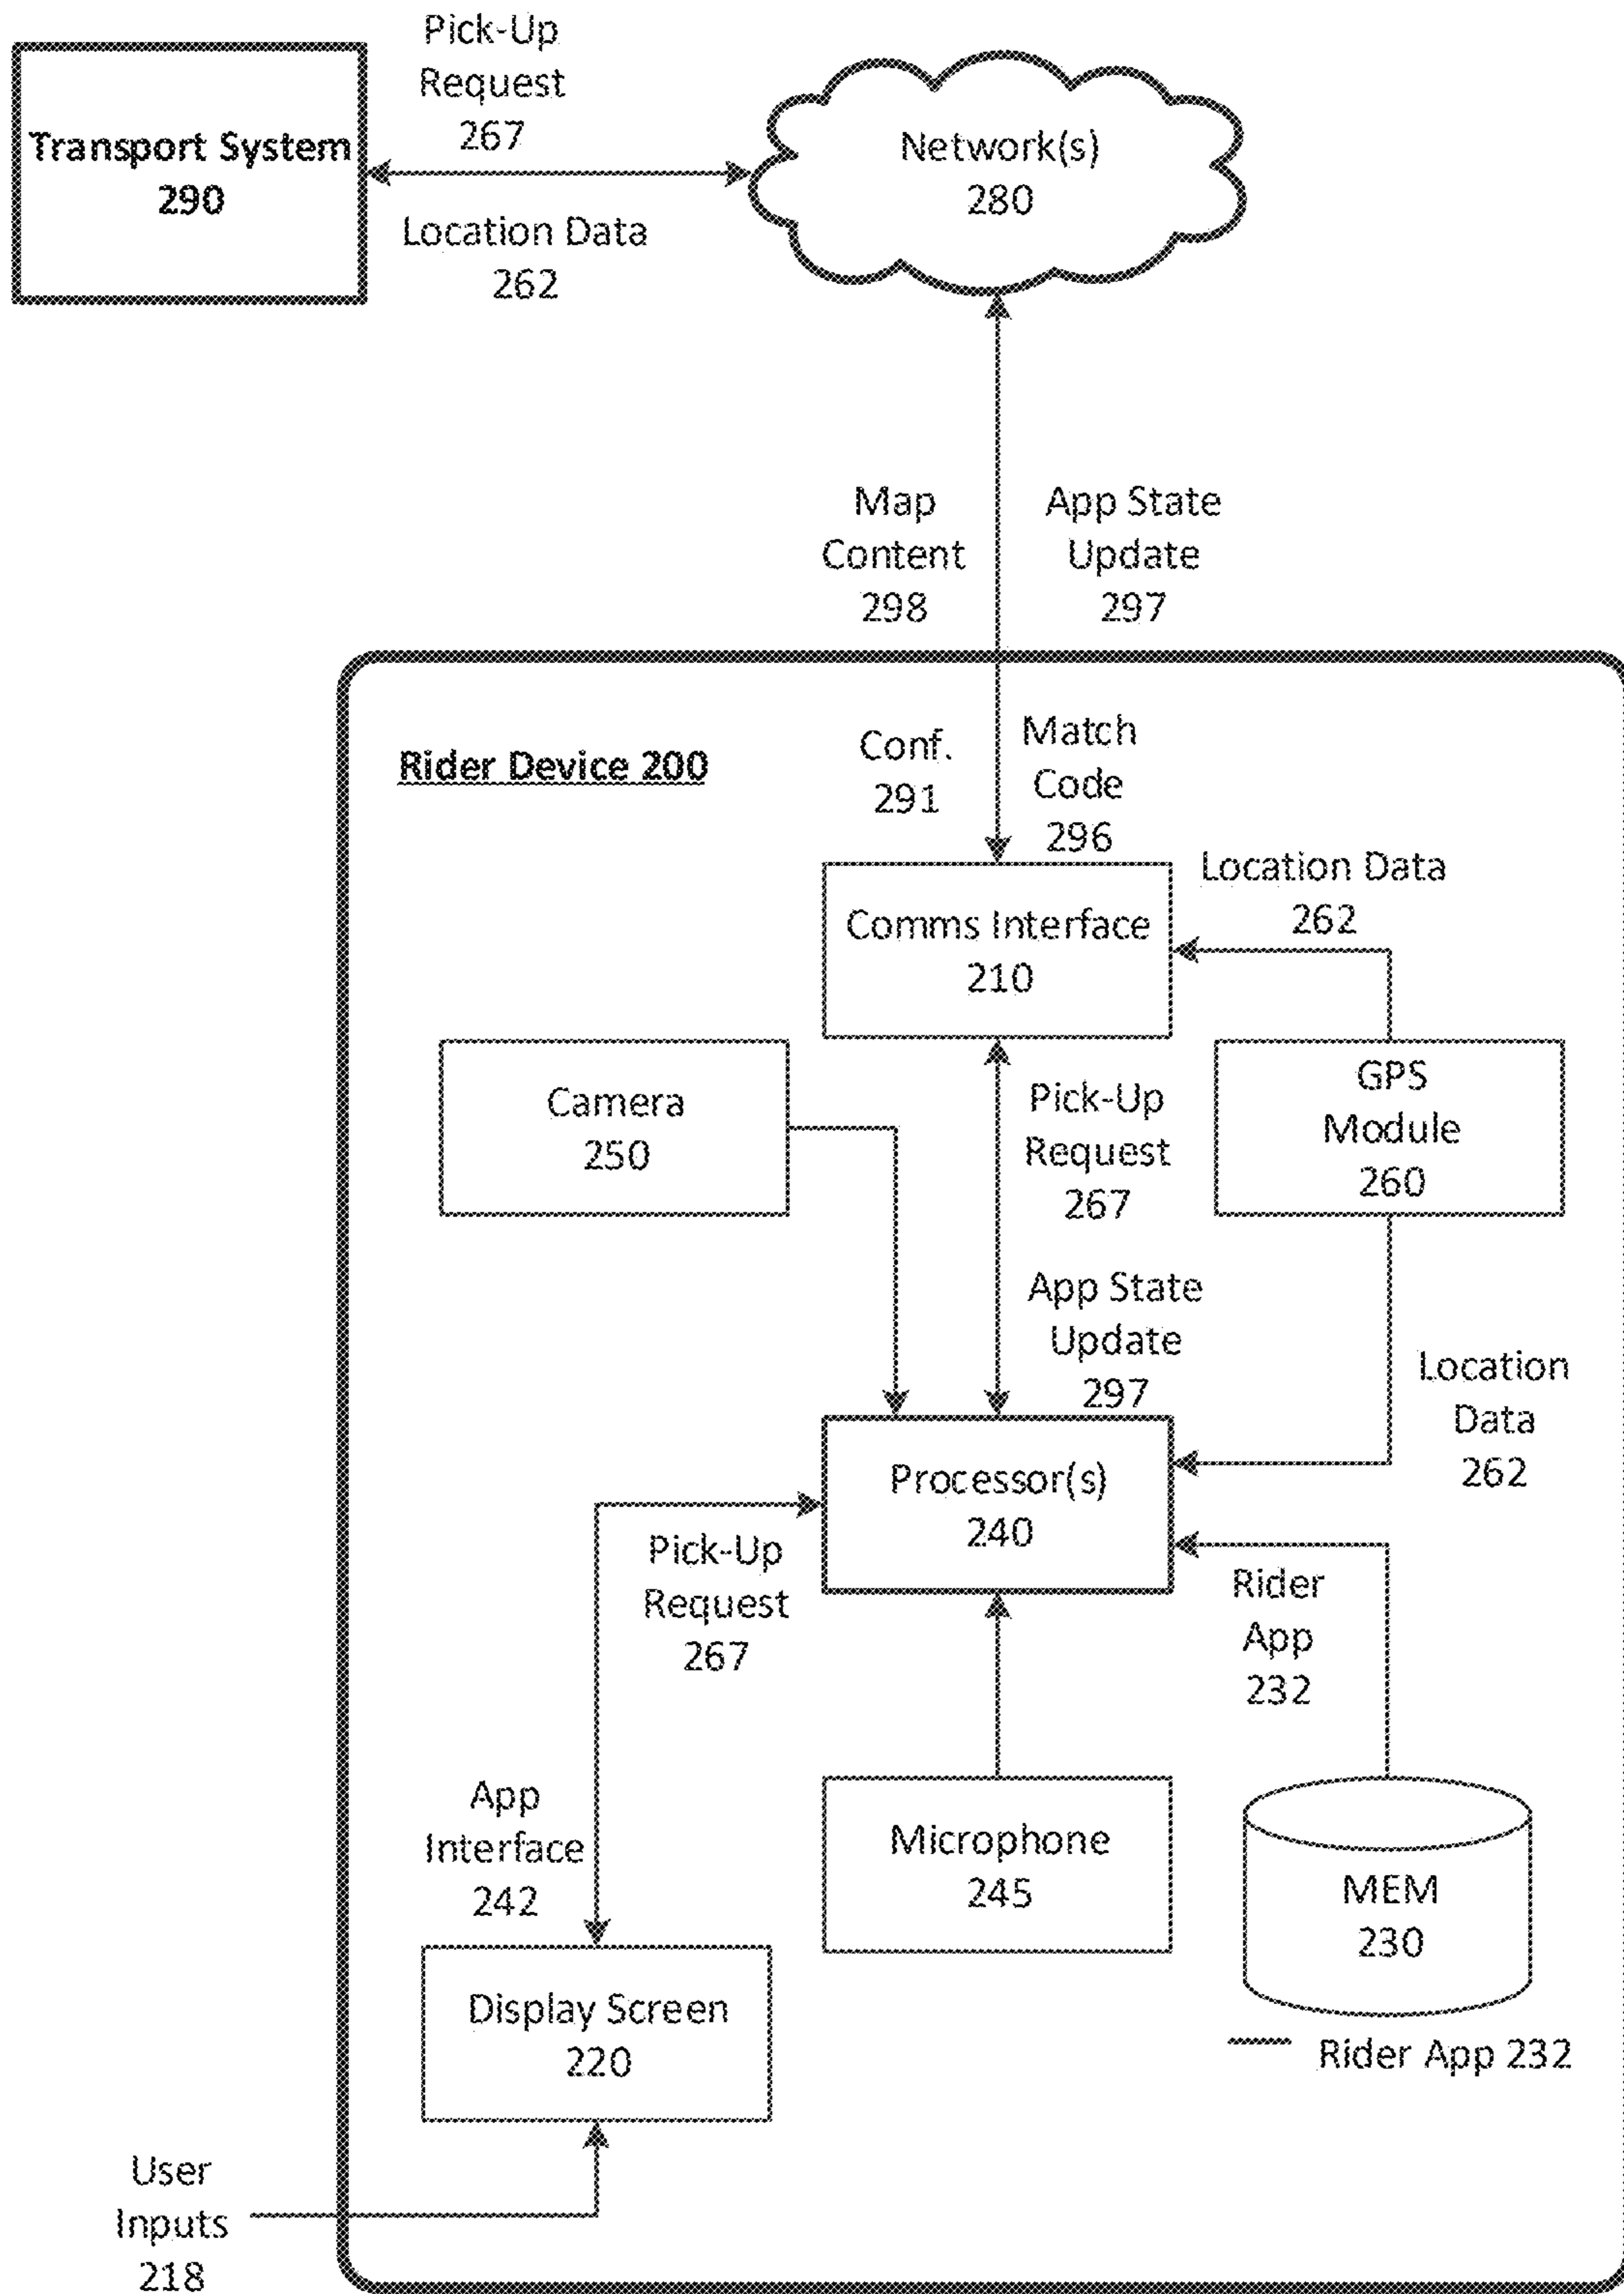 Pick-Up
Request
267
Transport System
290
Location Data
262
Network(s)
280
Map
Content
298
App State
Update
297
Rider Device 200
Conf.
291
Match
Code
296
Comms Interface
210
Location Data
262
Camera
250
Pick-Up
Request
267
GPS
Module
260
App State
Update
297
Location
Data
262
Processor(s)
240
Pick-Up
Request
267
Rider
App
232
App
Interface
242
Microphone
245
MEM
230
Display Screen
220
Rider App 232
User
Inputs
218